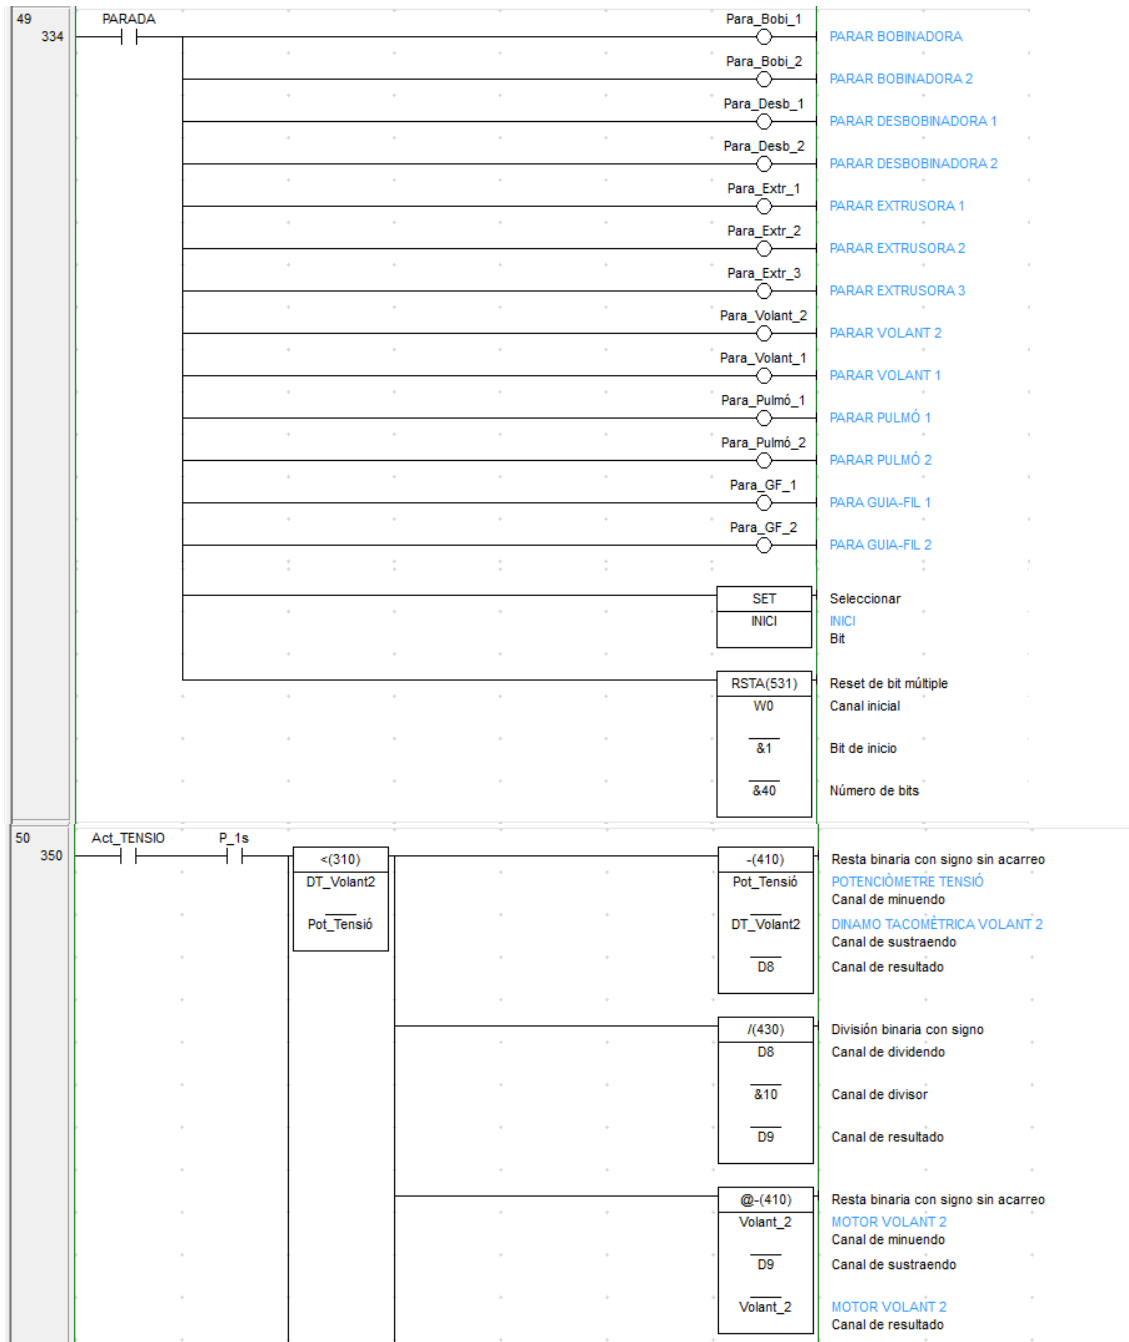 49
334
PARADA
Para_Bobi_1
PARAR BOBINADORA
Para_Bobi_2
PARAR BOBINADORA 2
Para_Desb_1
PARAR DESBOBINADORA 1
Para_Desb_2
PARAR DESBOBINADORA 2
Para_Extr_1
PARAR EXTRUSORA 1
Para_Extr_2
PARAR EXTRUSORA 2
Para_Extr_3
PARAR EXTRUSORA 3
Para_Volant_2
PARAR VOLANT 2
Para_Volant_1
PARAR VOLANT 1
Para_Pulmó_1
PARAR PULMÓ 1
Para_Pulmó_2
PARAR PULMÓ 2
Para_GF_1
PARA GUIA-FIL 1
Para_GF_2
PARA GUIA-FIL 2
SET
Seleccionar
INICI
INICI
Bit
RSTA(531)
Reset de bit múltiple
W0
Canal inicial
&1
Bit de inicio
&40
Número de bits
50
350
Act_TENSIO
P_1s
<(310)
DT_Volant2
Pot_Tensió
-(410)
Resta binaria con signo sin acarreo
Pot_Tensió
POTENCIÒMETRE TENSIÓ
Canal de minuendo
DT_Volant2
DINAMO TACOMÈTRICA VOLANT 2
Canal de sustraendo
D8
Canal de resultado
/(430)
División binaria con signo
D8
Canal de dividendo
&10
Canal de divisor
D9
Canal de resultado
@-(410)
Resta binaria con signo sin acarreo
Volant_2
MOTOR VOLANT 2
Canal de minuendo
D9
Canal de sustraendo
Volant_2
MOTOR VOLANT 2
Canal de resultado